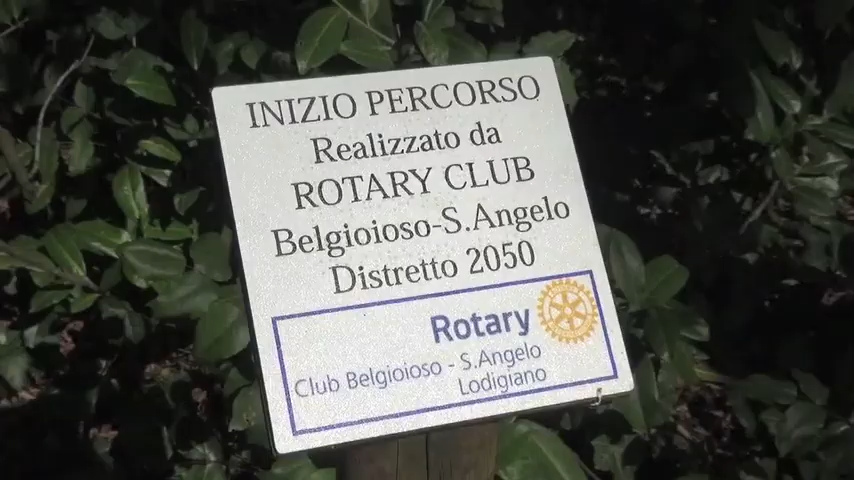 INIZIO PERCORSO
Realizzato da
ROTARY CLUB
Belgioioso-S.Angelo
Distretto 2050
Rotary
Club Belgioioso - S.Angelo
Lodigiano